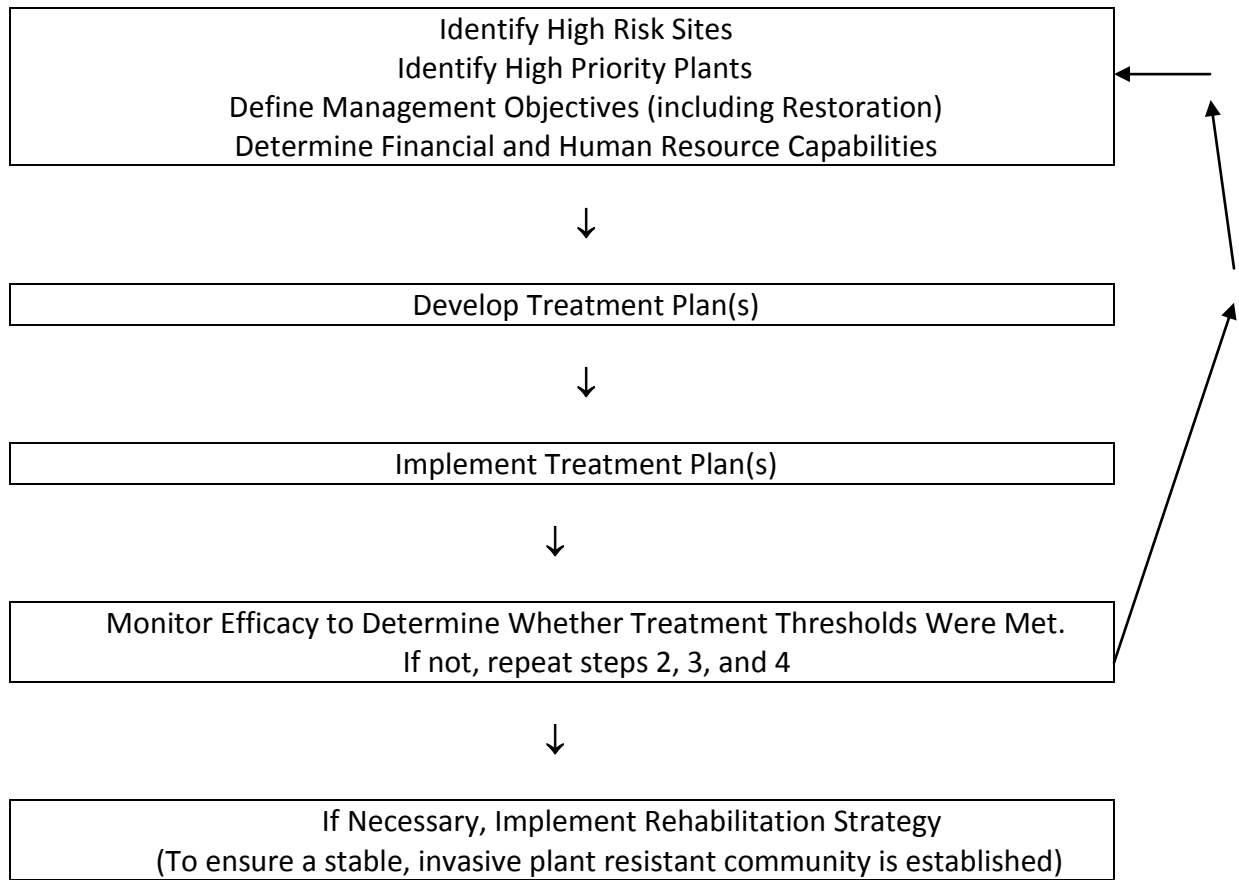 Identify High Risk Sites
Identify High Priority Plants
Define Management Objectives (including Restoration)
Determine Financial and Human Resource Capabilities
↓
Develop Treatment Plan(s)
↓
Implement Treatment Plan(s)
↓
Monitor Efficacy to Determine Whether Treatment Thresholds Were Met.
If not, repeat steps 2, 3, and 4
↓
If Necessary, Implement Rehabilitation Strategy
(To ensure a stable, invasive plant resistant community is established)